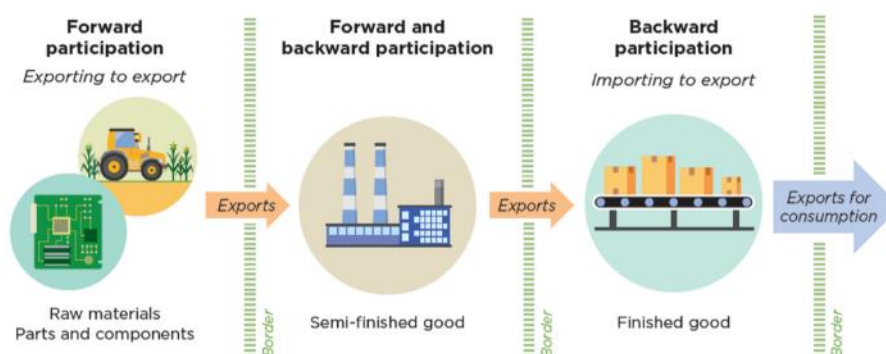 Forward
participation
Exporting to export
Raw materials
Parts and components
Exports
Border
Forward and
backward participation
Semi-finished good
Exports
Border
Backward
participation
Importing to export
Finished good
Exports for
consumption
Border